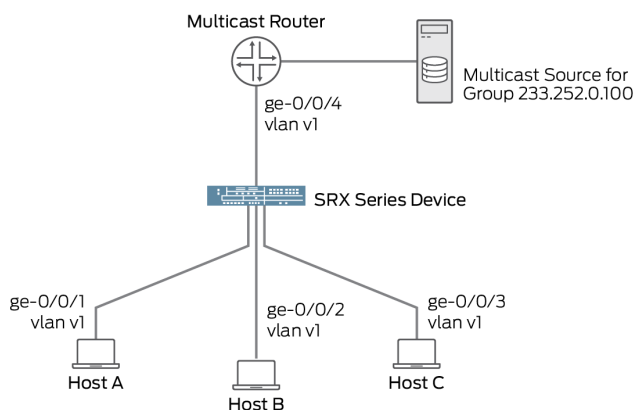 Multicast Router
Multicast Source for
Group 233.252.0.100
ge-0/0/4
vlan v1
SRX Series Device
ge-0/0/1
vlan v1
ge-0/0/2
vlan v1
ge-0/0/3
vlan v1
Host A
Host B
Host C